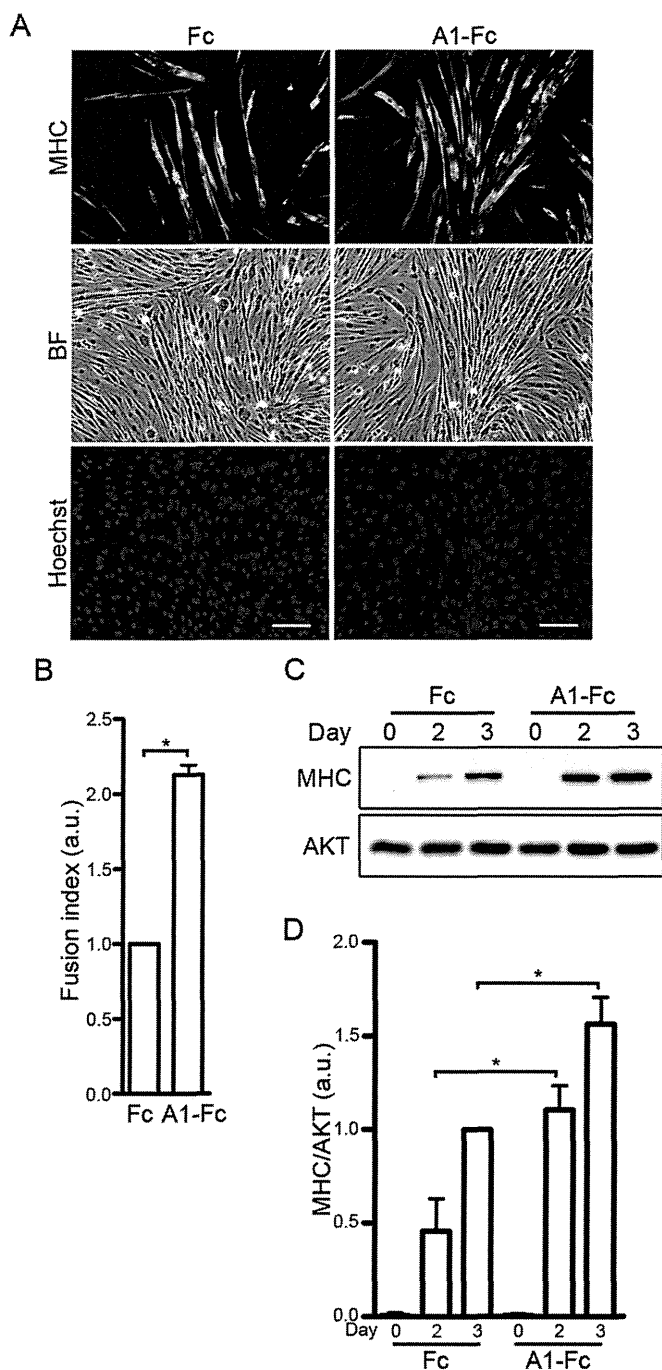 A
Fc A1-Fc
MHC
BF
Hoechst
B
Fusion index (a.u.)
2.5
2.0
1.5
1.0
0.5
0.0
*
Fc A1-Fc
C
Fc A1-Fc
Day 0 2 3 0 2 3
MHC
AKT
D
MHC/AKT (a.u.)
2.0
1.5
1.0
0.5
0.0
*
*
Day 0 2 3 0 2 3
Fc A1-Fc